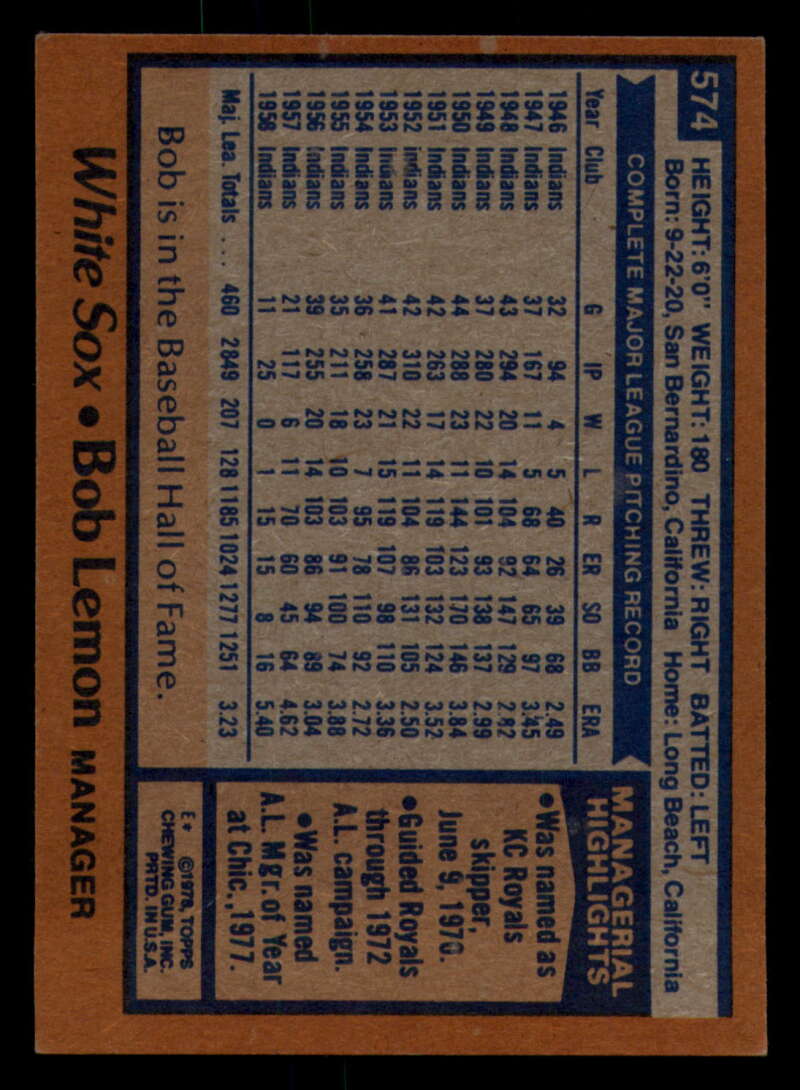 574
HEIGHT: 6'0" WEIGHT: 180 THREW: RIGHT BATTED: LEFT
Born: 9-22-20, San Bernardino, California Home: Long Beach, California
COMPLETE MAJOR LEAGUE PITCHING RECORD
Year Club G IP W L R ER SO BB ERA
1946 Indians 32 94 4 5 40 26 39 68 2.49
1947 Indians 37 167 11 5 68 64 65 97 3.45
1948 Indians 43 294 20 14 104 92 147 129 2.82
1949 Indians 37 280 22 10 101 93 138 137 2.99
1950 Indians 44 288 23 11 144 123 170 146 3.84
1951 Indians 42 263 17 14 119 103 132 124 3.52
1952 Indians 42 310 22 11 104 86 131 105 2.50
1953 Indians 41 287 21 15 119 107 98 110 3.36
1954 Indians 36 258 23 7 95 78 110 92 2.72
1955 Indians 35 211 18 10 103 91 100 74 3.88
1956 Indians 39 255 20 14 103 86 94 89 3.04
1957 Indians 21 117 6 11 70 60 45 64 4.62
1958 Indians 11 25 0 1 15 15 8 16 5.40
Maj. Lea. Totals .... 460 2849 207 128 1185 1024 1277 1251 3.23
Bob is in the Baseball Hall of Fame.
MANAGERIAL
HIGHLIGHTS
•Was named as
KC Royals
skipper,
June 9, 1970.
•Guided Royals
through 1972
A.L. campaign.
•Was named
A.L. Mgr. of Year
at Chic., 1977.
E* ©1978, TOPPS
CHEWING GUM, INC.
PRTD. IN U.S.A.
White Sox • Bob Lemon MANAGER